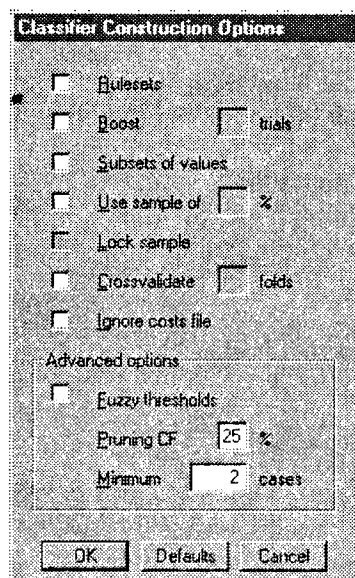 Classifier Construction Options
Rulesets
Boost trials
Subsets of values
Use sample of %
Lock sample
Crossvalidate folds
Ignore costs file
Advanced options
Fuzzy thresholds
Pruning CF 25 %
Minimum 2 cases
OK Defaults Cancel